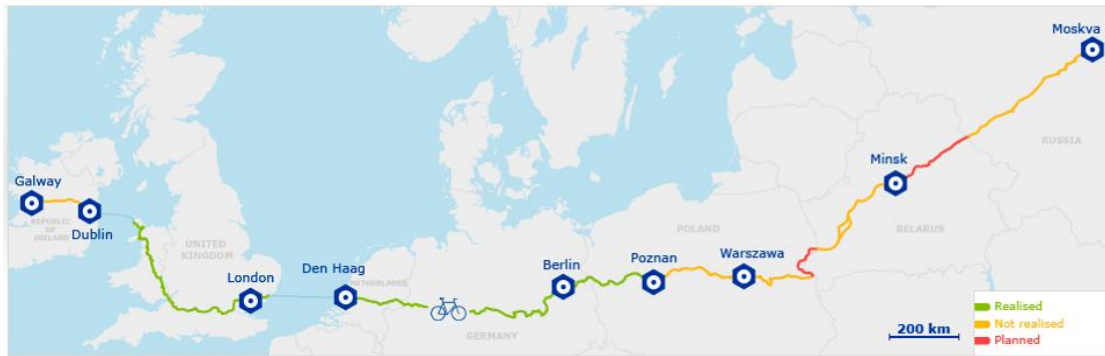 Moskva
RUSSIA
Minsk
BELARUS
Galway
REPUBLIC
OF
IRELAND
Dublin
UNITED
KINGDOM
London
Den Haag
NETHERLANDS
Berlin
GERMANY
Poznan
POLAND
Warszawa
200 km
Realised
Not realised
Planned